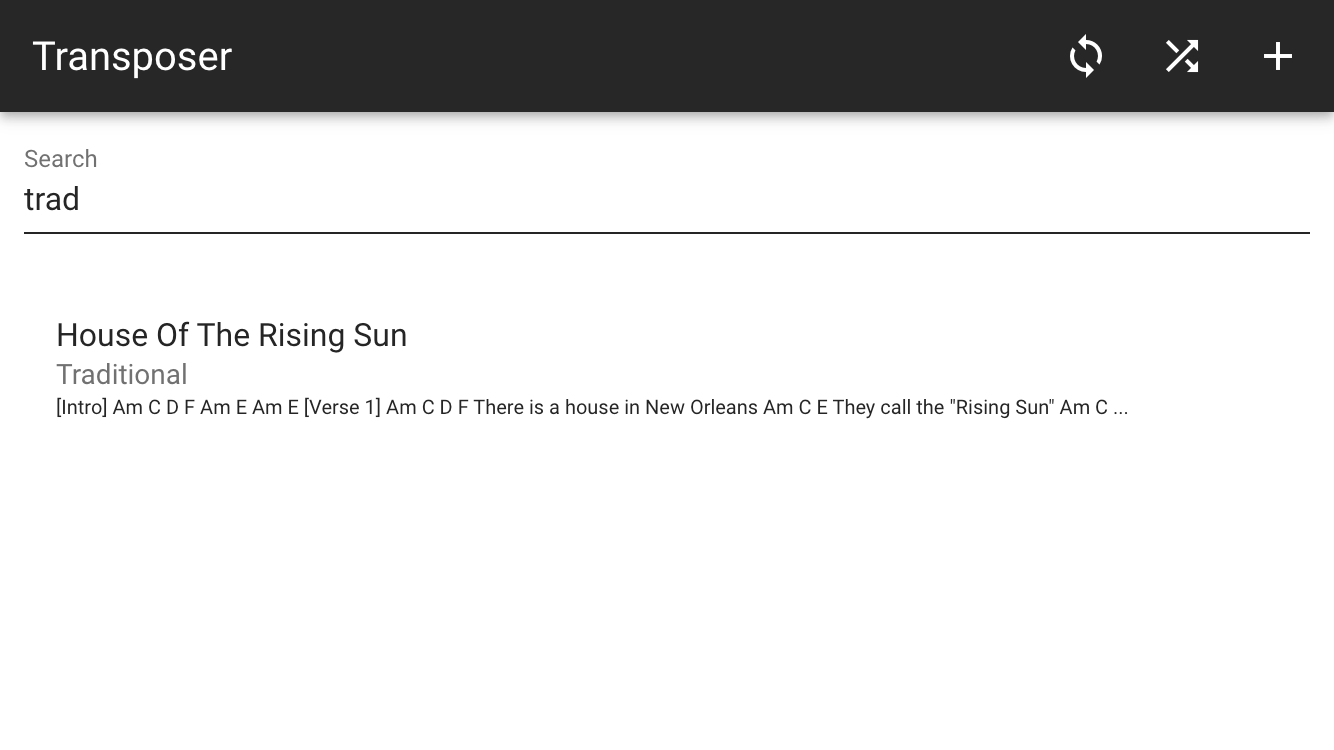 Transposer
Search
trad
House Of The Rising Sun
Traditional
[Intro] Am C D F Am E Am E [Verse 1] Am C D F There is a house in New Orleans Am C E They call the "Rising Sun" Am C ...